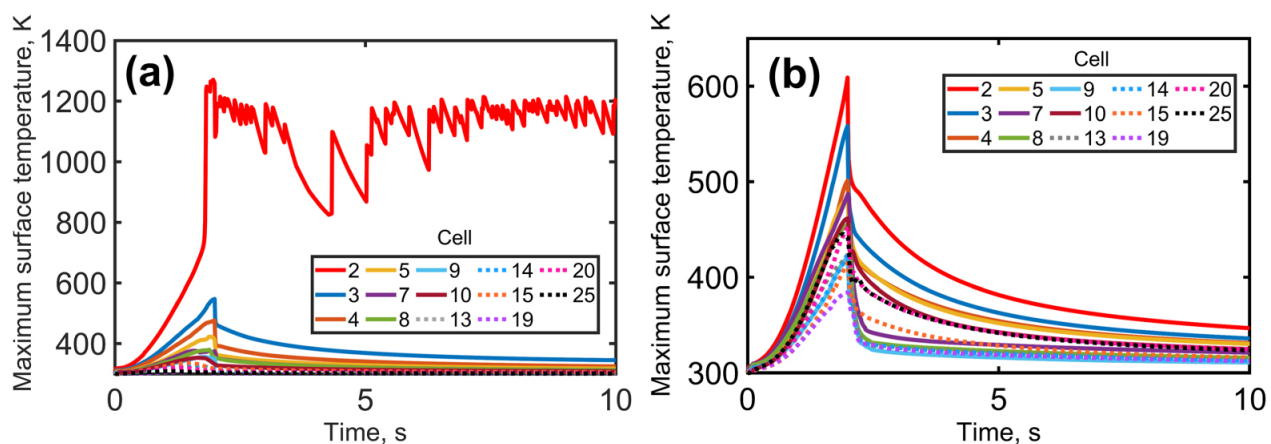 Maximum surface temperature, K
1400
1200
1000
800
600
400
(a)
Cell
2 5 9 14 20
3 7 10 15 25
4 8 13 19
0 5 10
Time, s
Maximum surface temperature, K
600
500
400
300
(b)
Cell
2 5 9 14 20
3 7 10 15 25
4 8 13 19
0 5 10
Time, s